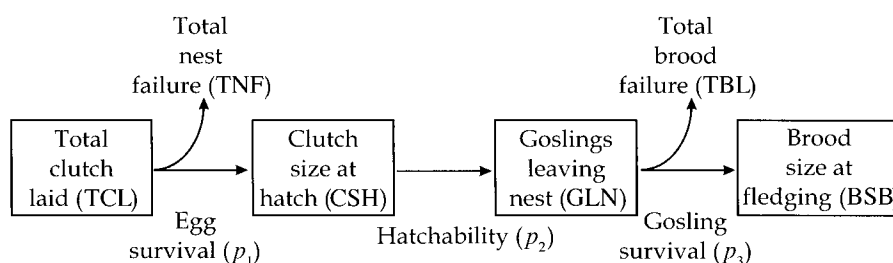 Total
nest
failure (TNF)
Total
brood
failure (TBL)
Total
clutch
laid (TCL)
Clutch
size at
hatch (CSH)
Goslings
leaving
nest (GLN)
Brood
size at
fledging (BSB)
Egg
survival (p₁)
Hatchability (p₂)
Gosling
survival (p₃)